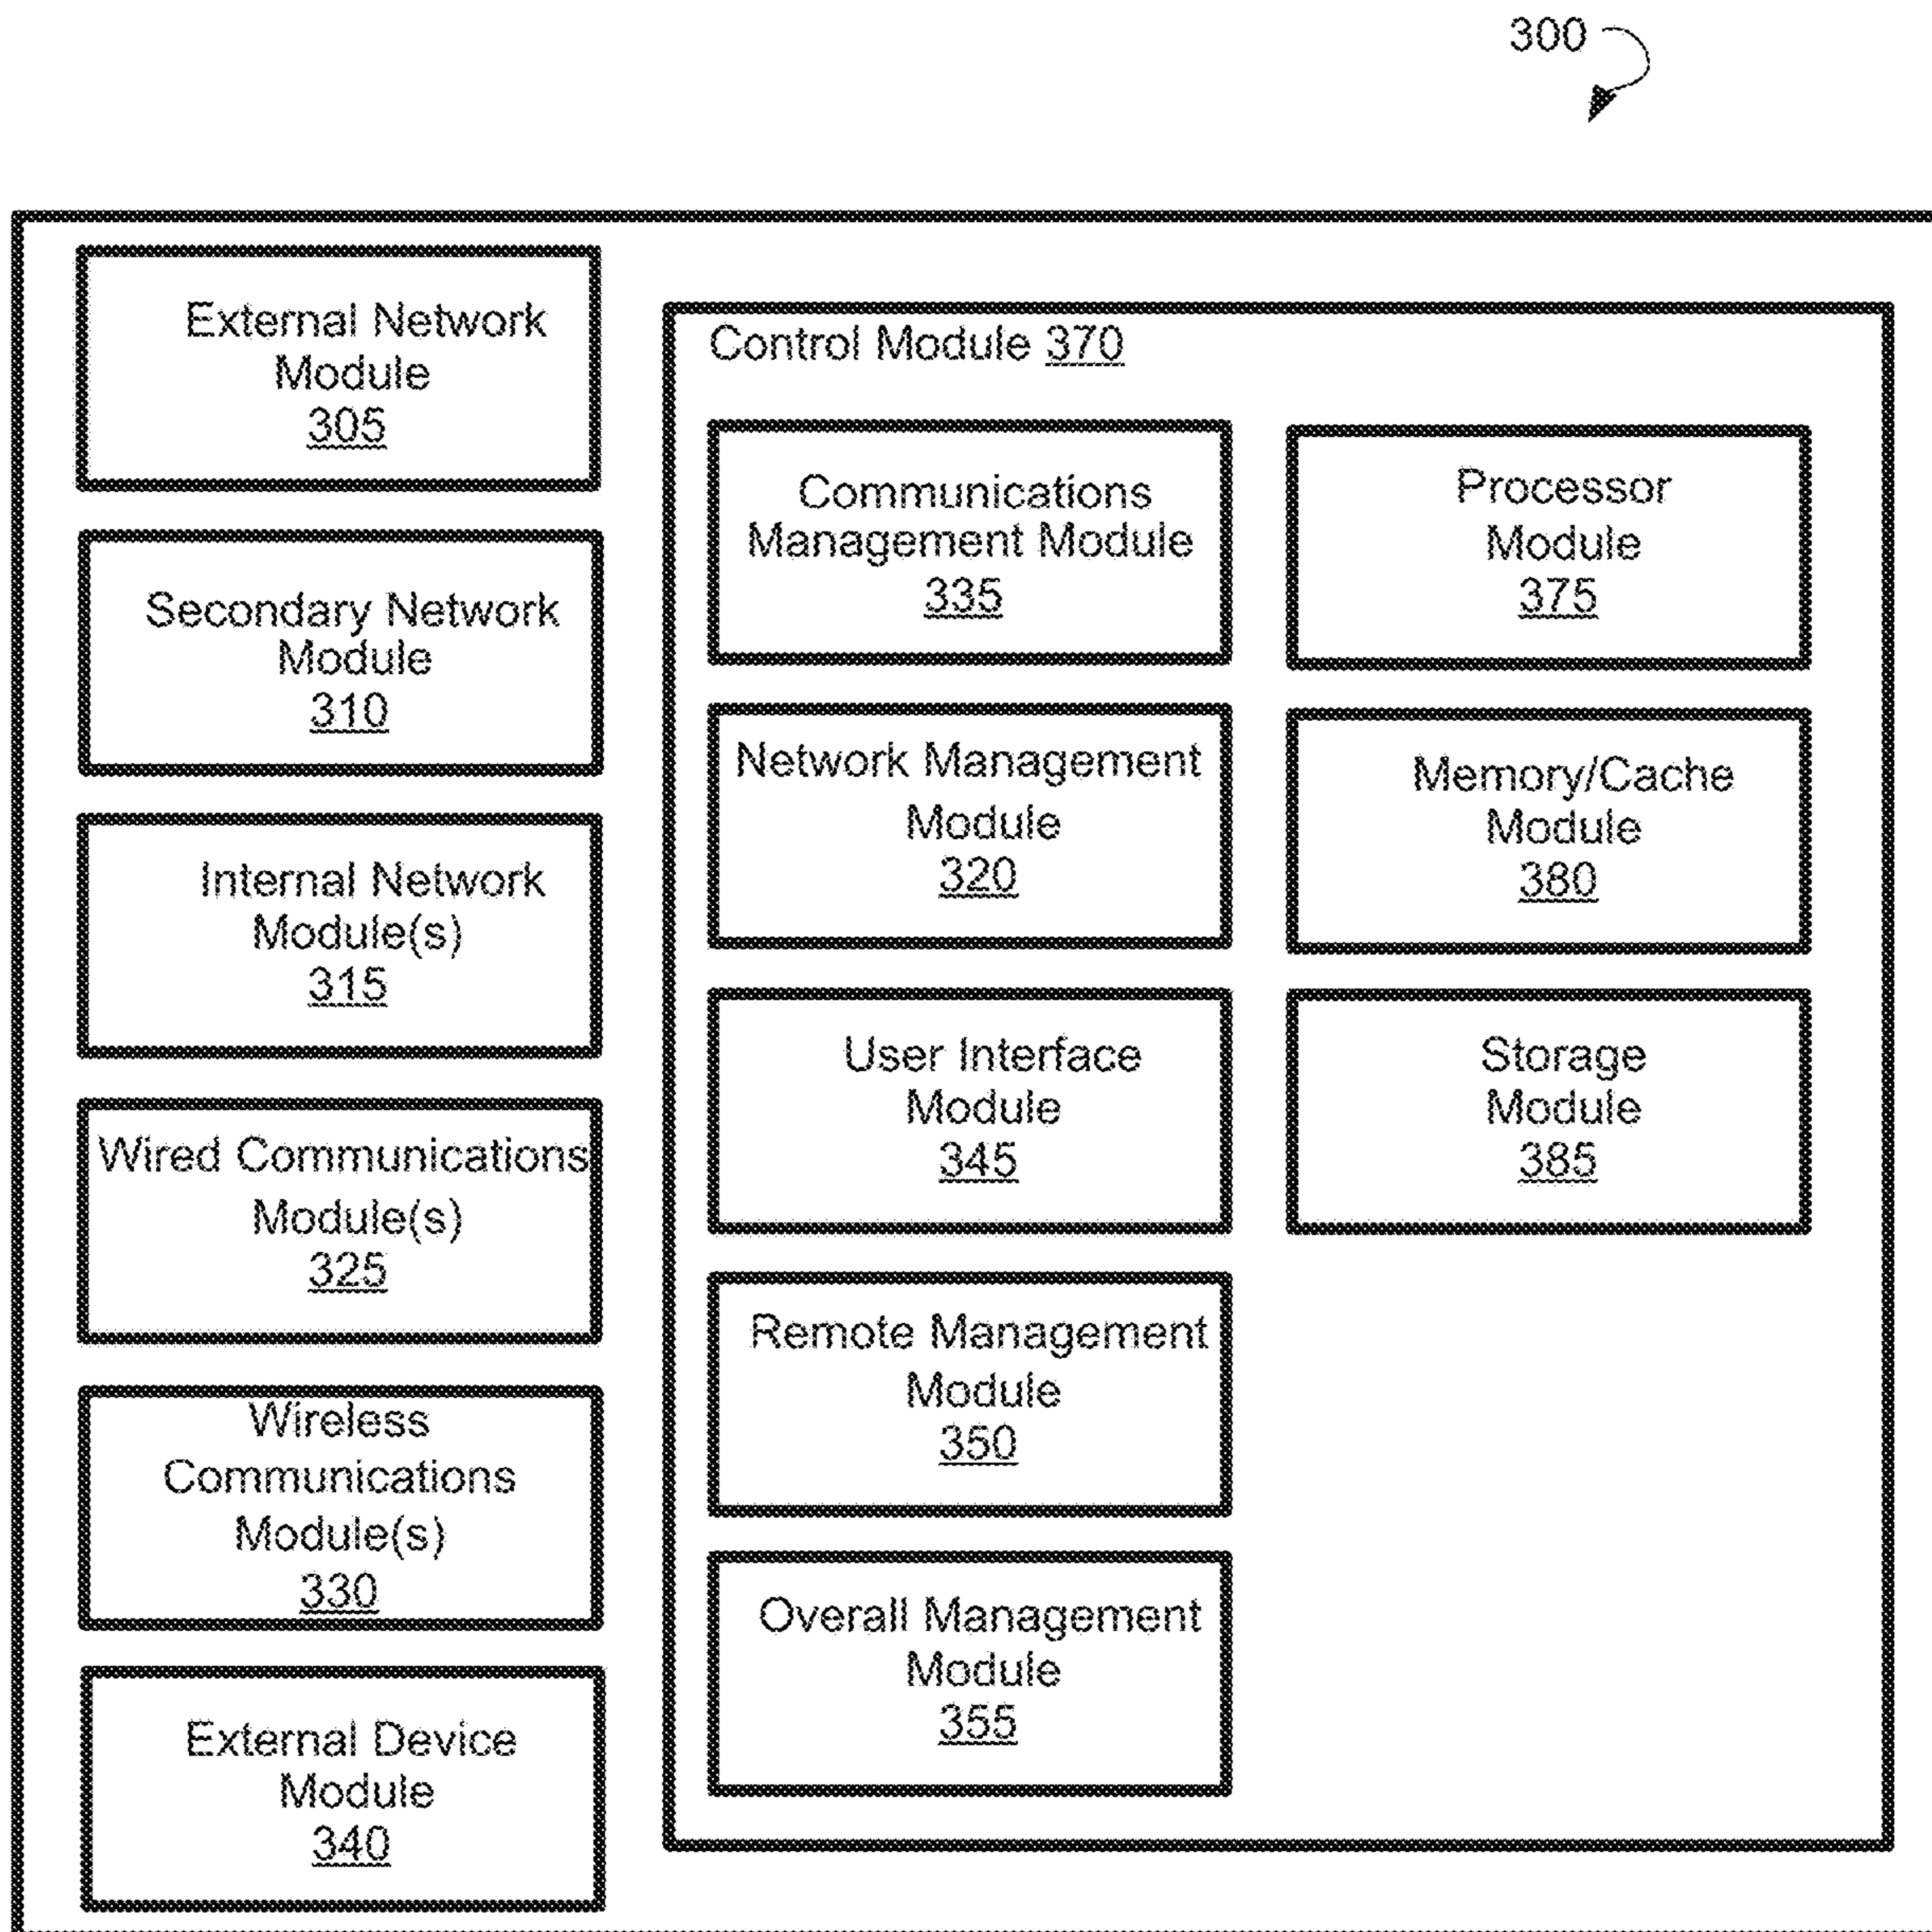 300
External Network
Module
305
Secondary Network
Module
310
Internal Network
Module(s)
315
Wired Communications
Module(s)
325
Wireless
Communications
Module(s)
330
External Device
Module
340
Control Module 370
Communications
Management Module
335
Network Management
Module
320
User Interface
Module
345
Remote Management
Module
350
Overall Management
Module
355
Processor
Module
375
Memory/Cache
Module
380
Storage
Module
385